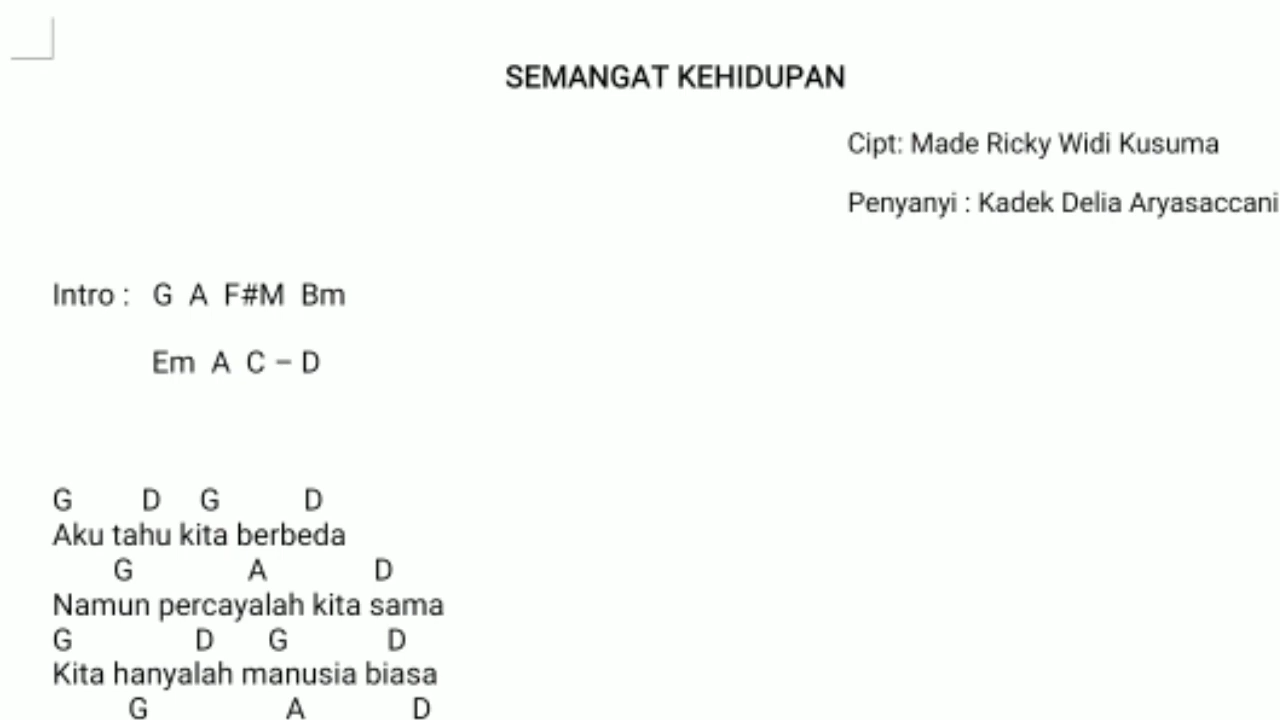 SEMANGAT KEHIDUPAN
Cipt: Made Ricky Widi Kusuma
Penyanyi : Kadek Delia Aryasaccani
Intro : G A F#M Bm
Em A C – D
G D G D
Aku tahu kita berbeda
G A D
Namun percayalah kita sama
G D G D
Kita hanyalah manusia biasa
G A D